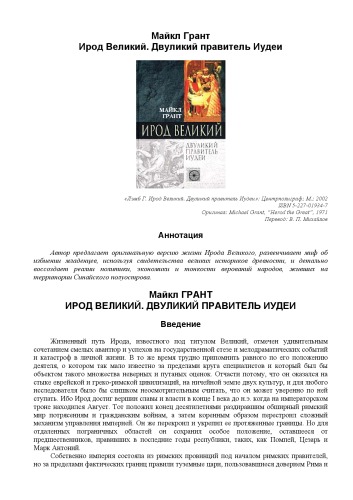 Майкл Грант
Ирод Великий. Двуликий правитель Иудеи
МАЙКЛ
ГРАНТ
ИРОД ВЕЛИКИЙ
ДВУЛИКИЙ
ПРАВИТЕЛЬ
ИУДЕИ
«Лэмб Г. Ирод Великий. Двуликий правитель Иудеи»: Центрполиграф; М.; 2002
ISBN 5-227-01934-7
Оригинал: Michael Grant, "Herod the Great", 1971
Перевод: В. П. Михайлов
Аннотация
Автор предлагает оригинальную версию жизни Ирода Великого, развенчивает миф об
избиении младенцев, используя свидетельства великих историков древности, и детально
воссоздает реалии политики, экономики и тонкости верований народов, живших на
территории Синайского полуострова.
Майкл ГРАНТ
ИРОД ВЕЛИКИЙ. ДВУЛИКИЙ ПРАВИТЕЛЬ ИУДЕИ
Введение
Жизненный путь Ирода, известного под титулом Великий, отмечен удивительным
сочетанием смелых авантюр и успехов на государственной стезе и мелодраматических событий
и катастроф в личной жизни. В то же время трудно припомнить равного по его положению
деятеля, о котором так мало известно за пределами круга специалистов и который был бы
объектом такого множества неверных и путаных оценок. Отчасти потому, что он оказался на
стыке еврейской и греко-римской цивилизаций, на ничейной земле двух культур, и для любого
исследователя было бы слишком неосмотрительным считать, что он может уверенно по ней
ступать. Ибо Ирод достиг вершин славы и власти в конце I века до н.э. когда на императорском
троне находился Август. Тот положил конец десятилетиями раздиравшим обширный римский
мир потрясениям и гражданским войнам, а затем коренным образом перестроил сложный
механизм управления империей. Он же перекроил и укрепил ее протяженные границы. Но для
отдаленных пограничных областей он сохранил особое положение, оставшееся от
предшественников, правивших в последние годы республики, таких, как Помпей, Цезарь и
Марк Антоний.
Собственно империя состояла из римских провинций под началом римских правителей,
но за пределами фактических границ правили туземные цари, пользовавшиеся доверием Рима и